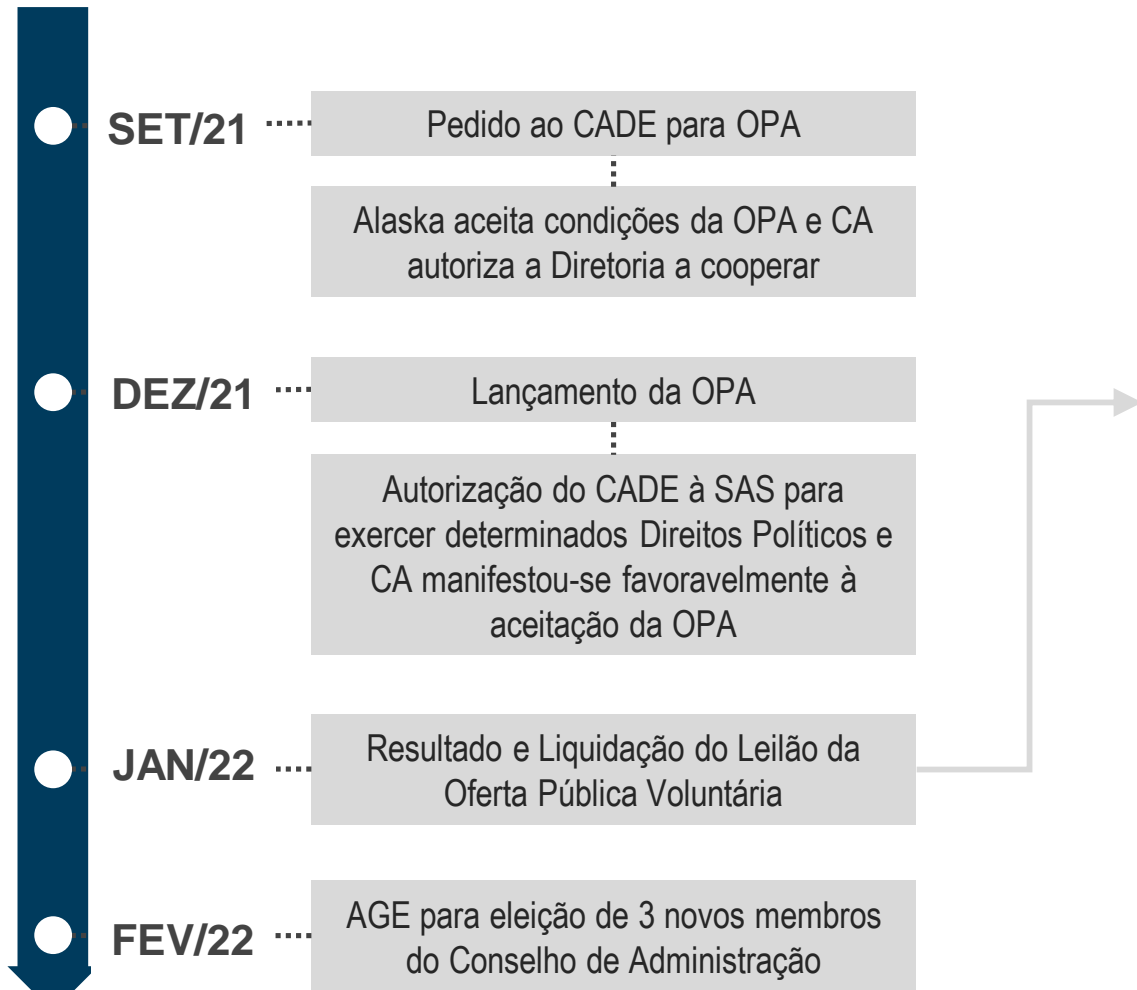 SET/21
Pedido ao CADE para OPA
Alaska aceita condições da OPA e CA
autoriza a Diretoria a cooperar
DEZ/21
Lançamento da OPA
Autorização do CADE à SAS para
exercer determinados Direitos Políticos e
CA manifestou-se favoravelmente à
aceitação da OPA
JAN/22
Resultado e Liquidação do Leilão da
Oferta Pública Voluntária
FEV/22
AGE para eleição de 3 novos membros
do Conselho de Administração